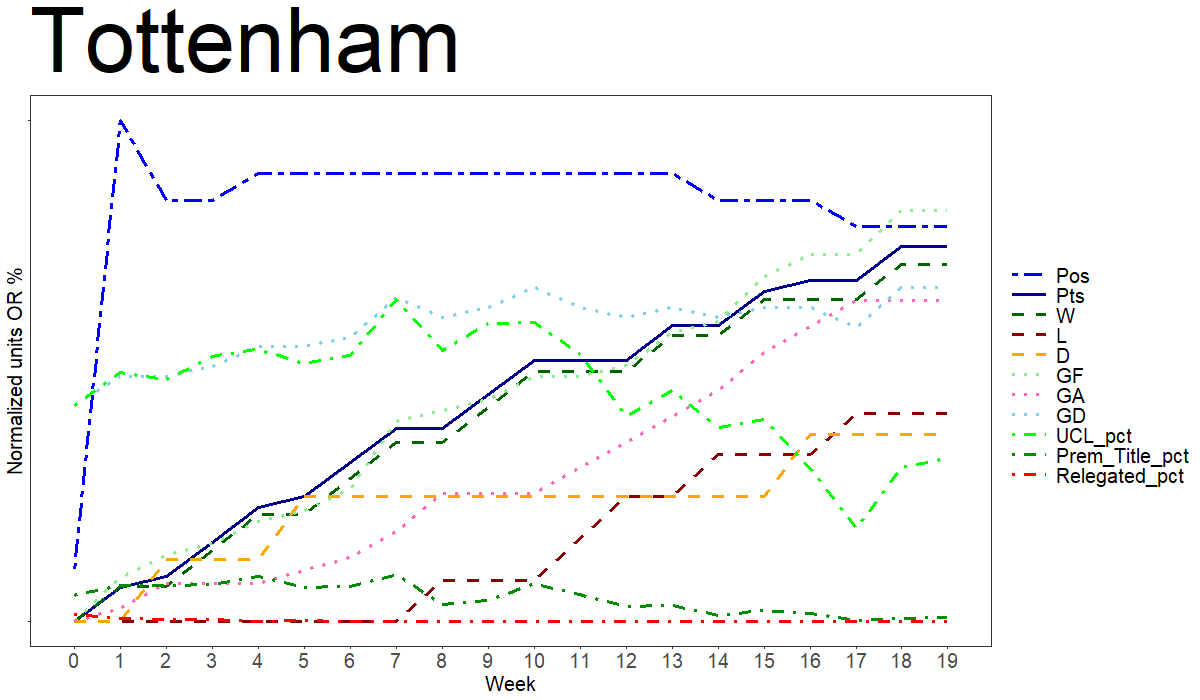 Tottenham
Normalized units OR %
0 1 2 3 4 5 6 7 8 9 10 11 12 13 14 15 16 17 18 19
Week
Pos
Pts
W
L
D
GF
GA
GD
UCL_pct
Prem_Title_pct
Relegated_pct